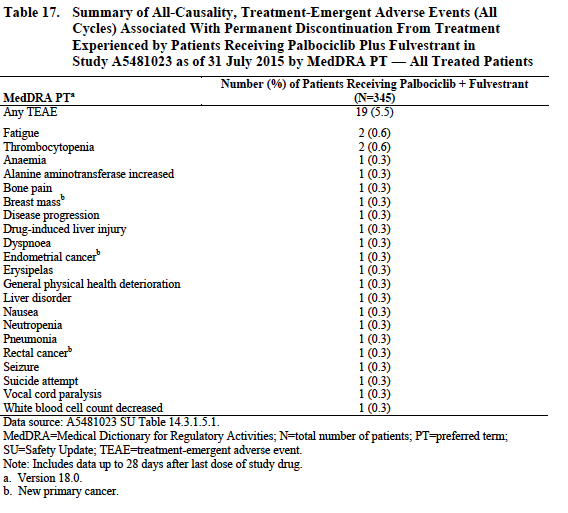 Table 17. Summary of All-Causality, Treatment-Emergent Adverse Events (All
Cycles) Associated With Permanent Discontinuation From Treatment
Experienced by Patients Receiving Palbociclib Plus Fulvestrant in
Study A5481023 as of 31 July 2015 by MedDRA PT — All Treated Patients
Number (%) of Patients Receiving Palbociclib + Fulvestrant
MedDRA PTa (N=345)
Any TEAE 19 (5.5)
Fatigue 2 (0.6)
Thrombocytopenia 2 (0.6)
Anaemia 1 (0.3)
Alanine aminotransferase increased 1 (0.3)
Bone pain 1 (0.3)
Breast massb 1 (0.3)
Disease progression 1 (0.3)
Drug-induced liver injury 1 (0.3)
Dyspnoea 1 (0.3)
Endometrial cancerb 1 (0.3)
Erysipelas 1 (0.3)
General physical health deterioration 1 (0.3)
Liver disorder 1 (0.3)
Nausea 1 (0.3)
Neutropenia 1 (0.3)
Pneumonia 1 (0.3)
Rectal cancerb 1 (0.3)
Seizure 1 (0.3)
Suicide attempt 1 (0.3)
Vocal cord paralysis 1 (0.3)
White blood cell count decreased 1 (0.3)
Data source: A5481023 SU Table 14.3.1.5.1.
MedDRA=Medical Dictionary for Regulatory Activities; N=total number of patients; PT=preferred term;
SU=Safety Update; TEAE=treatment-emergent adverse event.
Note: Includes data up to 28 days after last dose of study drug.
a. Version 18.0.
b. New primary cancer.